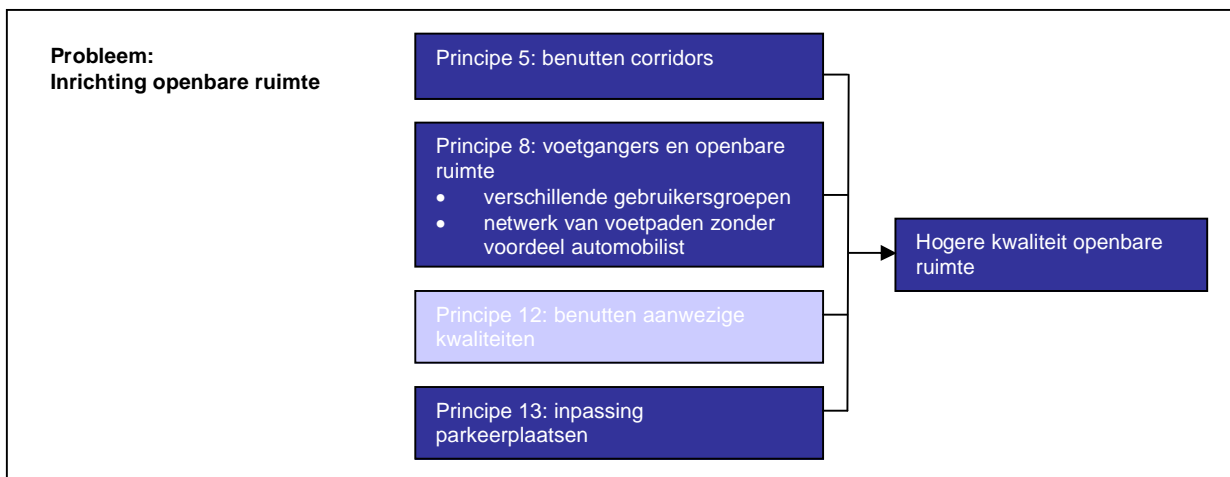 Probleem:
Inrichting openbare ruimte
Principe 5: benutten corridors
Principe 8: voetgangers en openbare
ruimte
• verschillende gebruikersgroepen
• netwerk van voetpaden zonder
voordeel automobilist
Principe 12: benutten aanwezige
kwaliteiten
Principe 13: inpassing
parkeerplaatsen
Hogere kwaliteit openbare
ruimte